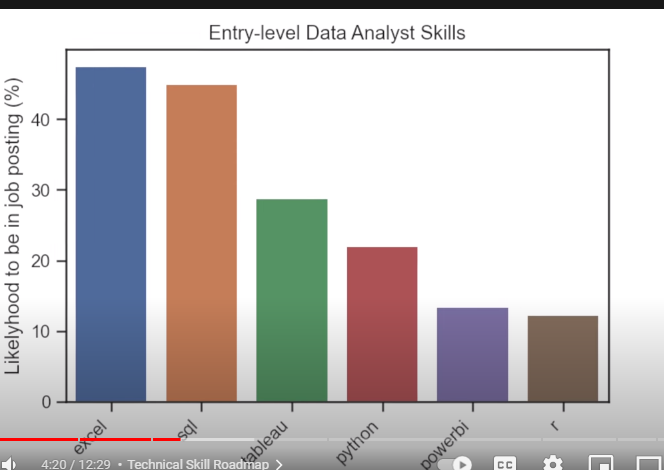 Entry-level Data Analyst Skills
Likelyhood to be in job posting (%)
40
30
20
10
0
excel
sql
tableau
python
powerbi
r
4:20 / 12:29 • Technical Skill Roadmap >
CC